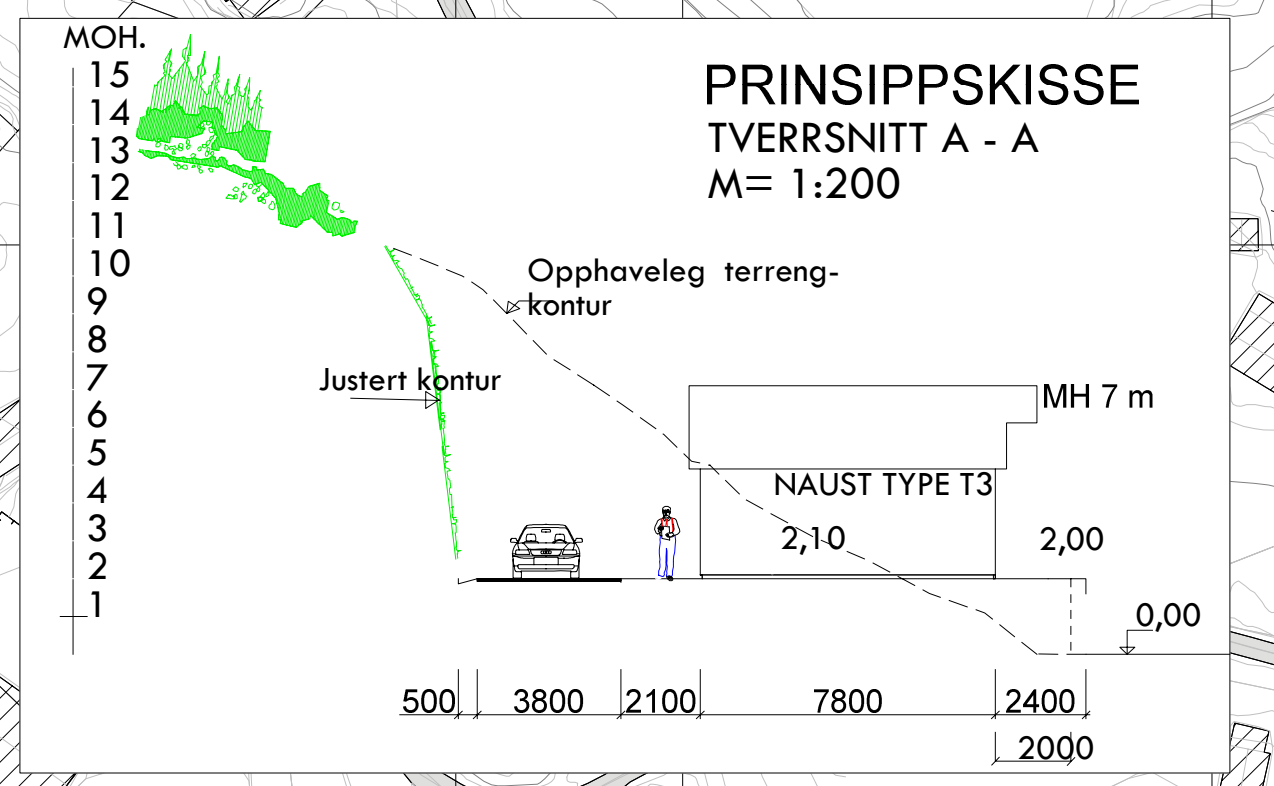 MOH.
15
14
13
12
11
10
9
8
7
6
5
4
3
2
1
PRINSIPPSKISSE
TVERRSNITT A - A
M= 1:200
Opphaveleg terreng-
kontur
Justert kontur
MH 7 m
NAUST TYPE T3
2,10
2,00
0,00
500 3800 2100 7800 2400
2000